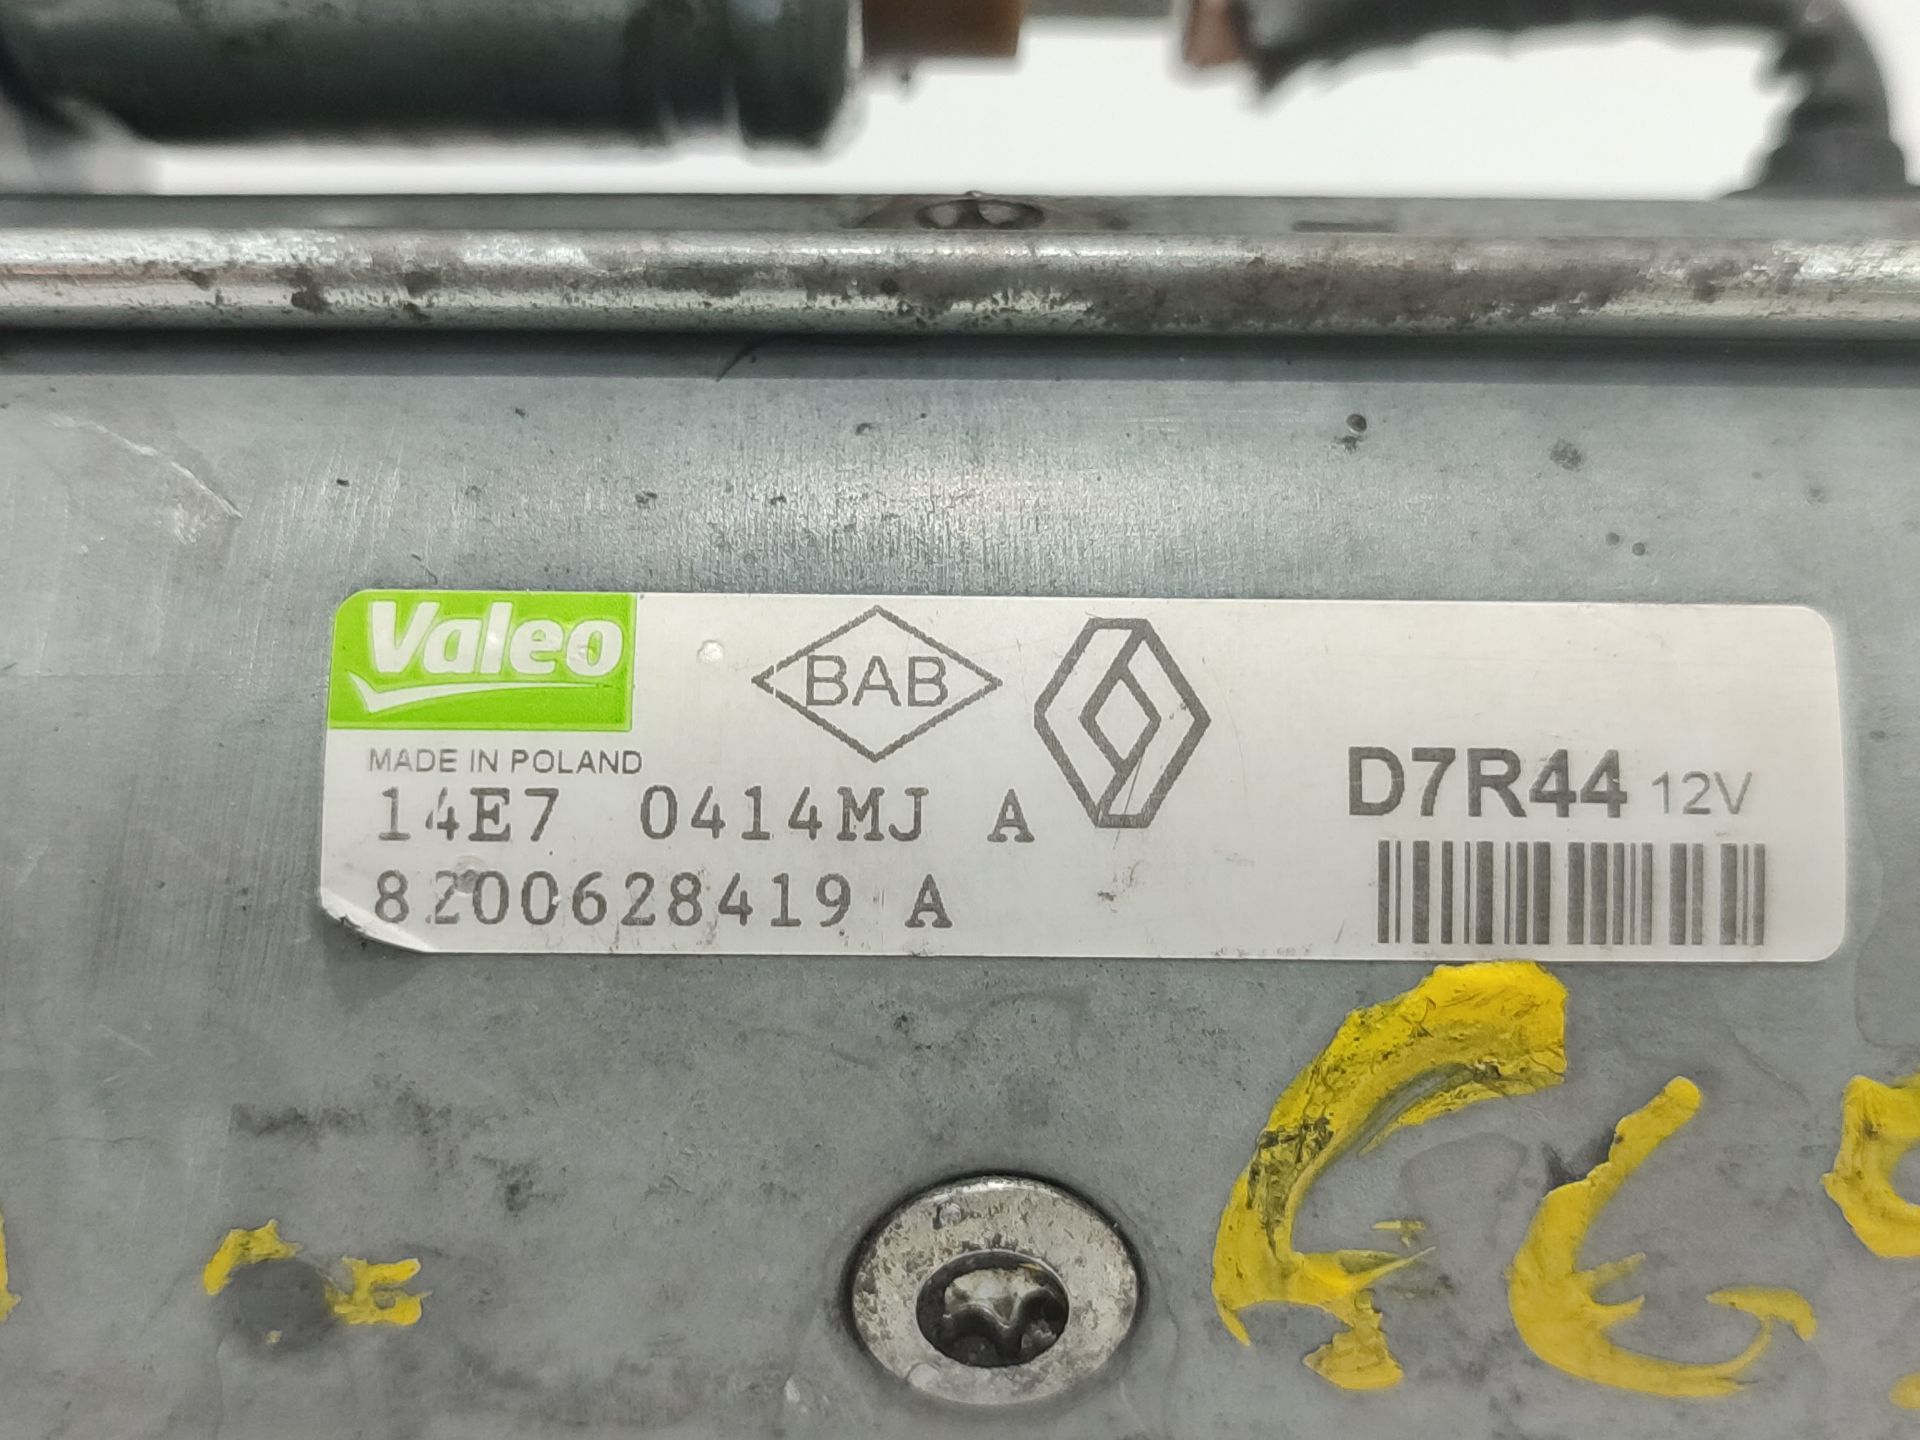 Valeo
BAB
MADE IN POLAND
D7R44 12V
14E7 0414MJ A
8200628419 A